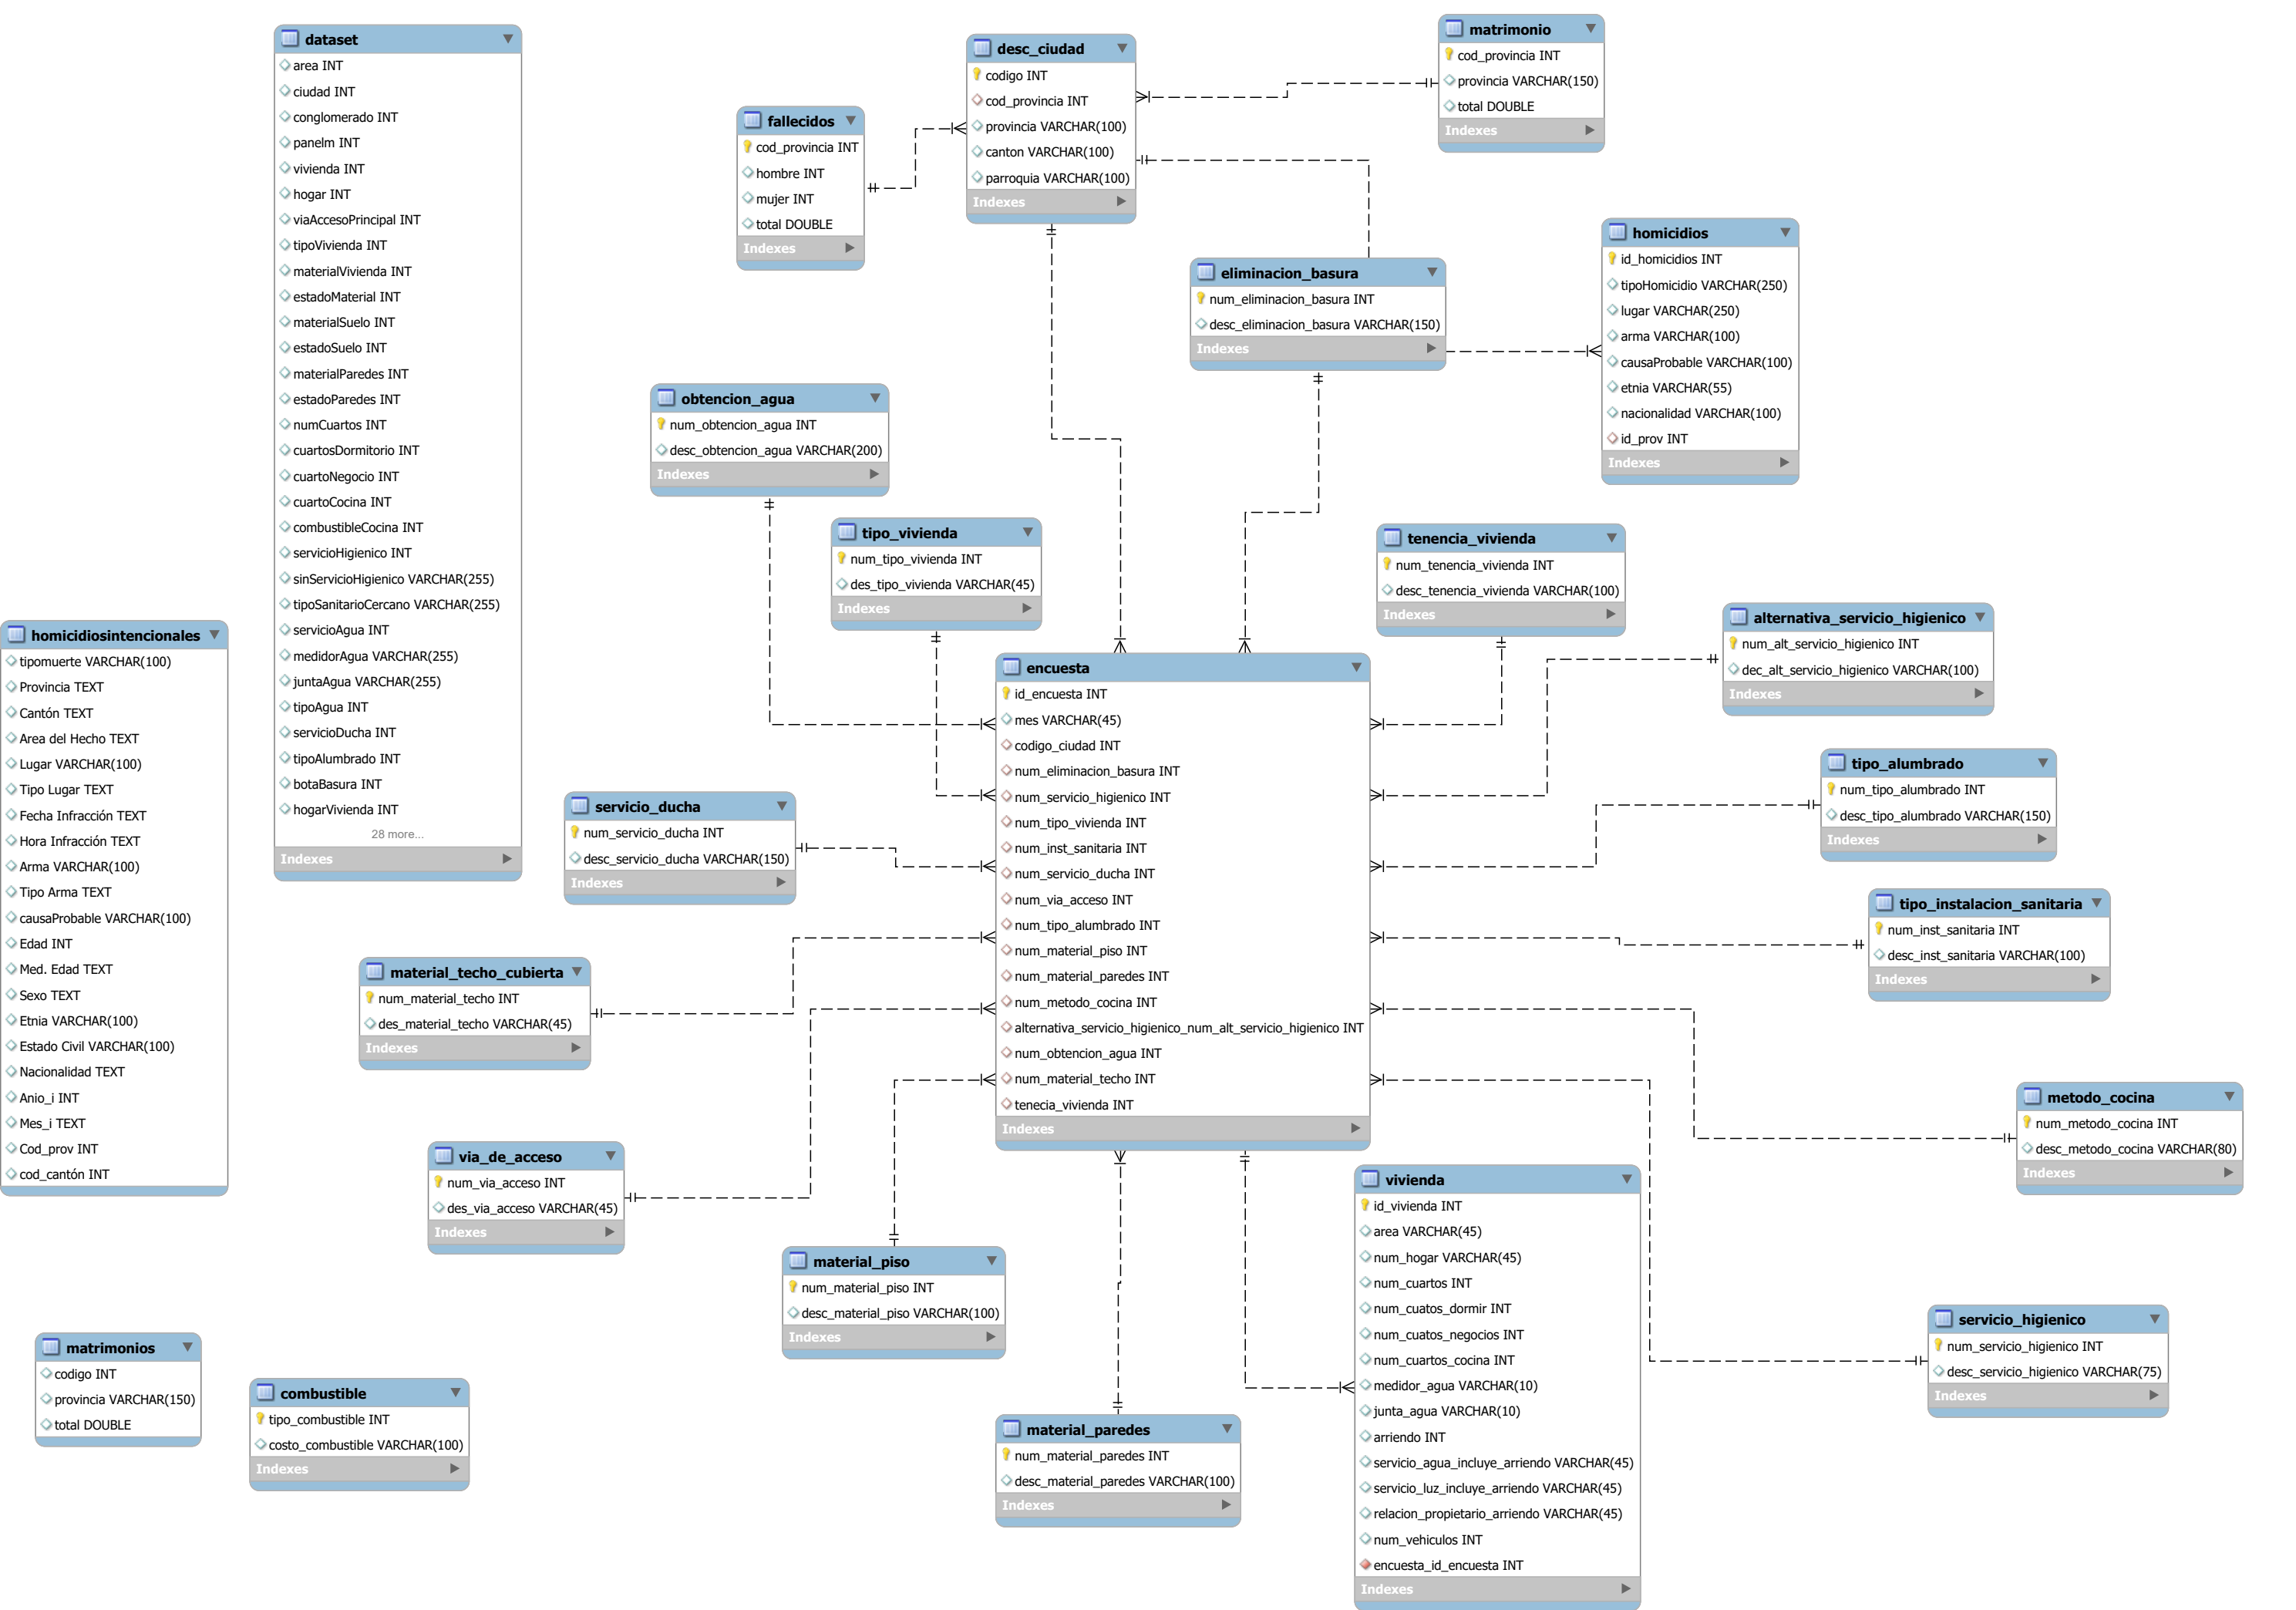 dataset
area INT
ciudad INT
conglomerado INT
panelm INT
vivienda INT
hogar INT
viaAccesoPrincipal INT
tipoVivienda INT
materialVivienda INT
estadoMaterial INT
materialSuelo INT
estadoSuelo INT
materialParedes INT
estadoParedes INT
numCuartos INT
cuartosDormitorio INT
cuartoNegocio INT
cuartoCocina INT
combustibleCocina INT
servicioHigienico INT
sinServicioHigienico VARCHAR(255)
tipoSanitarioCercano VARCHAR(255)
servicioAgua INT
medidorAgua VARCHAR(255)
juntaAgua VARCHAR(255)
tipoAgua INT
servicioDucha INT
tipoAlumbrado INT
botaBasura INT
hogarVivienda INT
28 more...
Indexes
desc_ciudad
codigo INT
cod_provincia INT
provincia VARCHAR(100)
canton VARCHAR(100)
parroquia VARCHAR(100)
Indexes
matrimonio
cod_provincia INT
provincia VARCHAR(150)
total DOUBLE
Indexes
fallecidos
cod_provincia INT
hombre INT
mujer INT
total DOUBLE
Indexes
eliminacion_basura
num_eliminacion_basura INT
desc_eliminacion_basura VARCHAR(150)
Indexes
homicidios
id_homicidios INT
tipoHomicidio VARCHAR(250)
lugar VARCHAR(250)
arma VARCHAR(100)
causaProbable VARCHAR(100)
etnia VARCHAR(55)
nacionalidad VARCHAR(100)
id_prov INT
Indexes
obtencion_agua
num_obtencion_agua INT
desc_obtencion_agua VARCHAR(200)
Indexes
tipo_vivienda
num_tipo_vivienda INT
des_tipo_vivienda VARCHAR(45)
Indexes
tenencia_vivienda
num_tenencia_vivienda INT
desc_tenencia_vivienda VARCHAR(100)
Indexes
homicidiosintencionales
tipomuerte VARCHAR(100)
Provincia TEXT
Cantón TEXT
Area del Hecho TEXT
Lugar VARCHAR(100)
Tipo Lugar TEXT
Fecha Infracción TEXT
Hora Infracción TEXT
Arma VARCHAR(100)
Tipo Arma TEXT
causaProbable VARCHAR(100)
Edad INT
Med. Edad TEXT
Sexo TEXT
Etnia VARCHAR(100)
Estado Civil VARCHAR(100)
Nacionalidad TEXT
Anio_i INT
Mes_i TEXT
Cod_prov INT
cod_cantón INT
alternativa_servicio_higienico
num_alt_servicio_higienico INT
dec_alt_servicio_higienico VARCHAR(100)
Indexes
encuesta
id_encuesta INT
mes VARCHAR(45)
codigo_ciudad INT
num_eliminacion_basura INT
num_servicio_higienico INT
num_tipo_vivienda INT
num_inst_sanitaria INT
num_servicio_ducha INT
num_via_acceso INT
num_tipo_alumbrado INT
num_material_piso INT
num_material_paredes INT
num_metodo_cocina INT
alternativa_servicio_higienico_num_alt_servicio_higienico INT
num_obtencion_agua INT
num_material_techo INT
tenecia_vivienda INT
Indexes
tipo_alumbrado
num_tipo_alumbrado INT
desc_tipo_alumbrado VARCHAR(150)
Indexes
servicio_ducha
num_servicio_ducha INT
desc_servicio_ducha VARCHAR(150)
Indexes
tipo_instalacion_sanitaria
num_inst_sanitaria INT
desc_inst_sanitaria VARCHAR(100)
Indexes
material_techo_cubierta
num_material_techo INT
des_material_techo VARCHAR(45)
Indexes
metodo_cocina
num_metodo_cocina INT
desc_metodo_cocina VARCHAR(80)
Indexes
via_de_acceso
num_via_acceso INT
des_via_acceso VARCHAR(45)
Indexes
vivienda
id_vivienda INT
area VARCHAR(45)
num_hogar VARCHAR(45)
num_cuartos INT
num_cuatos_dormir INT
num_cuatos_negocios INT
num_cuartos_cocina INT
medidor_agua VARCHAR(10)
junta_agua VARCHAR(10)
arriendo INT
servicio_agua_incluye_arriendo VARCHAR(45)
servicio_luz_incluye_arriendo VARCHAR(45)
relacion_propietario_arriendo VARCHAR(45)
num_vehiculos INT
encuesta_id_encuesta INT
Indexes
material_piso
num_material_piso INT
desc_material_piso VARCHAR(100)
Indexes
servicio_higienico
num_servicio_higienico INT
desc_servicio_higienico VARCHAR(75)
Indexes
matrimonios
codigo INT
provincia VARCHAR(150)
total DOUBLE
combustible
tipo_combustible INT
costo_combustible VARCHAR(100)
Indexes
material_paredes
num_material_paredes INT
desc_material_paredes VARCHAR(100)
Indexes